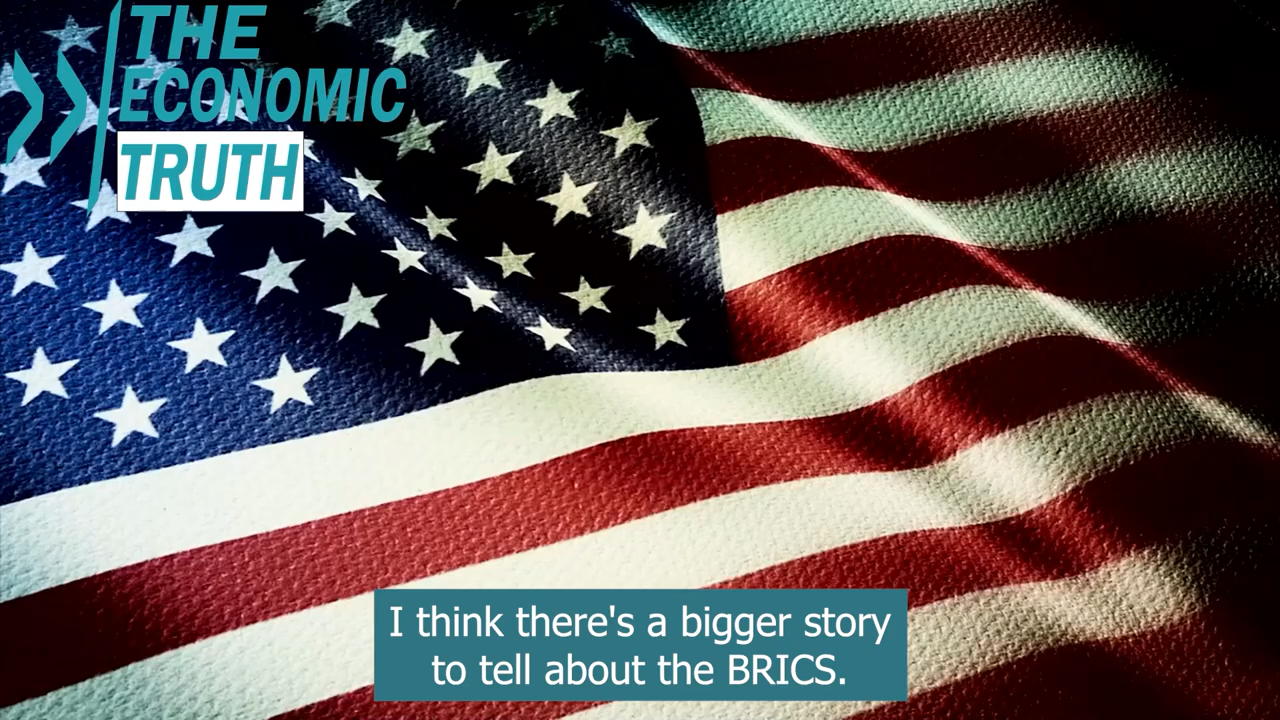 THE
ECONOMIC
TRUTH
I think there's a bigger story
to tell about the BRICS.